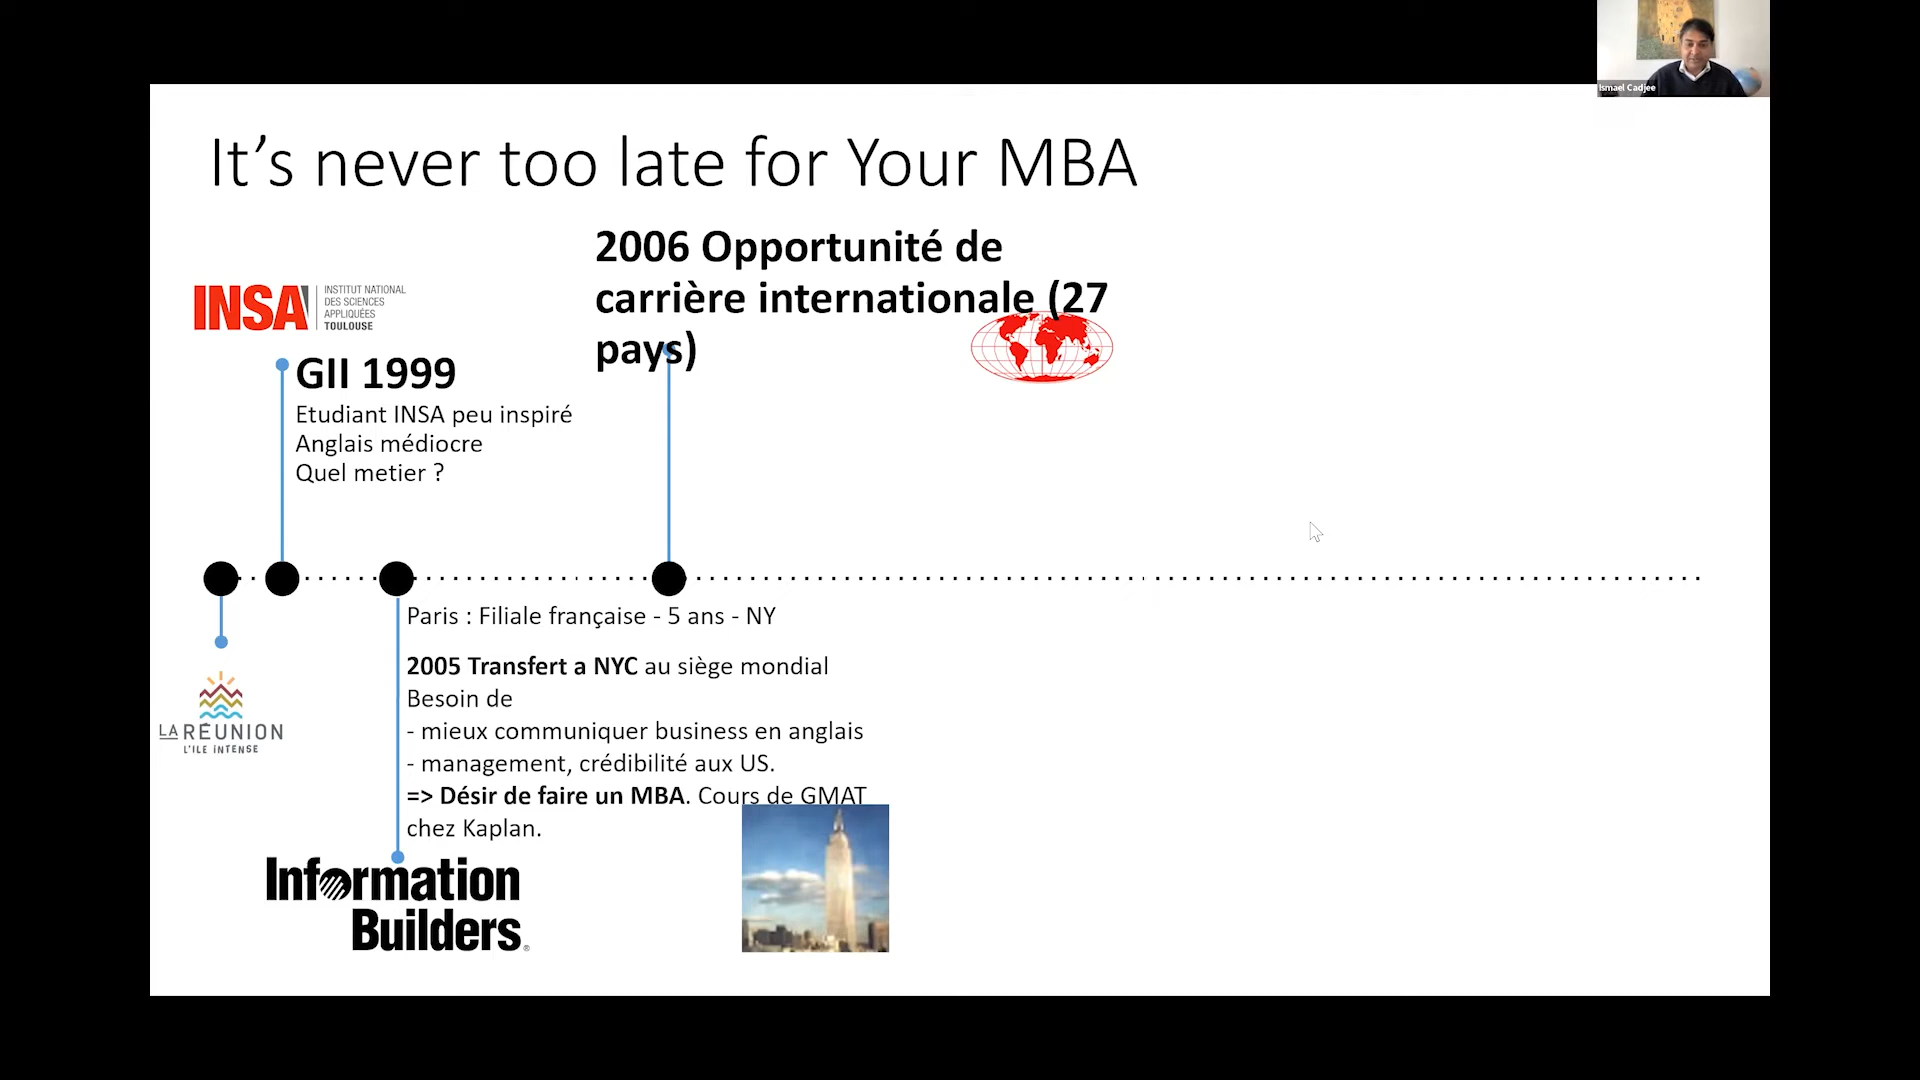 Ismael Cadjee
It’s never too late for Your MBA
2006 Opportunité de
carrière internationale (27
pays)
INSA
INSTITUT NATIONAL
DES SCIENCES
APPLIQUÉES
TOULOUSE
GII 1999
Etudiant INSA peu inspiré
Anglais médiocre
Quel metier ?
Paris : Filiale française - 5 ans - NY
2005 Transfert a NYC au siège mondial
Besoin de
- mieux communiquer business en anglais
- management, crédibilité aux US.
=> Désir de faire un MBA. Cours de GMAT
chez Kaplan.
LA RÉUNION
L'ILE INTENSE
Information
Builders®